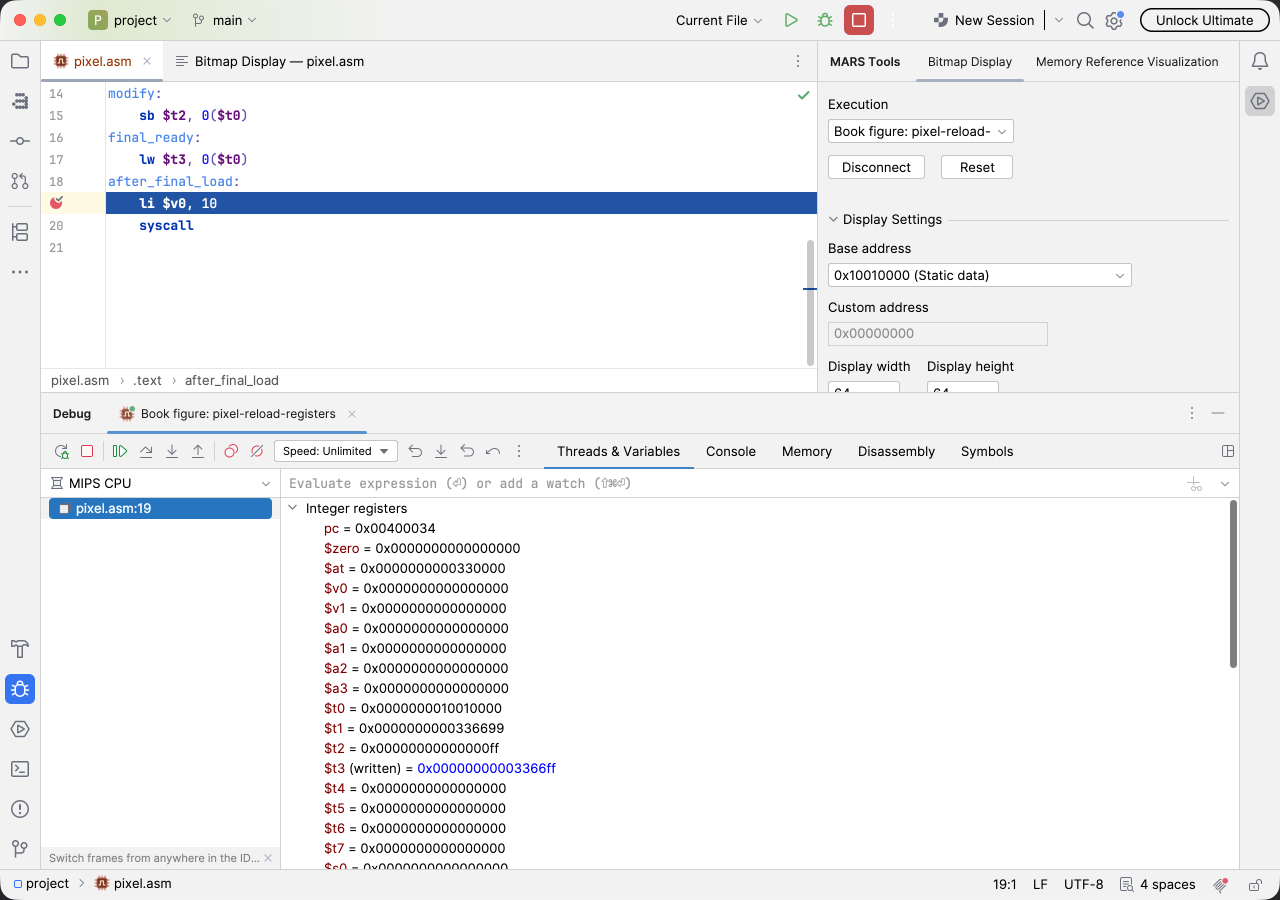 P project main Current File New Session Unlock Ultimate
pixel.asm Bitmap Display — pixel.asm MARS Tools Bitmap Display Memory Reference Visualization
14 modify:
15 sb $t2, 0($t0)
16 final_ready:
17 lw $t3, 0($t0)
18 after_final_load:
li $v0, 10
20 syscall
21
pixel.asm › .text › after_final_load
Execution
Book figure: pixel-reload-
Disconnect Reset
Display Settings
Base address
0x10010000 (Static data)
Custom address
0x00000000
Display width Display height
64 64
Debug Book figure: pixel-reload-registers
Speed: Unlimited Threads & Variables Console Memory Disassembly Symbols
MIPS CPU
pixel.asm:19
Switch frames from anywhere in the ID...
Evaluate expression (⏎) or add a watch (⇧⌘⏎)
Integer registers
pc = 0x00400034
$zero = 0x0000000000000000
$at = 0x0000000000330000
$v0 = 0x0000000000000000
$v1 = 0x0000000000000000
$a0 = 0x0000000000000000
$a1 = 0x0000000000000000
$a2 = 0x0000000000000000
$a3 = 0x0000000000000000
$t0 = 0x0000000010010000
$t1 = 0x0000000000336699
$t2 = 0x00000000000000ff
$t3 (written) = 0x00000000003366ff
$t4 = 0x0000000000000000
$t5 = 0x0000000000000000
$t6 = 0x0000000000000000
$t7 = 0x0000000000000000
$s0 = 0x0000000000000000
project › pixel.asm 19:1 LF UTF-8 4 spaces